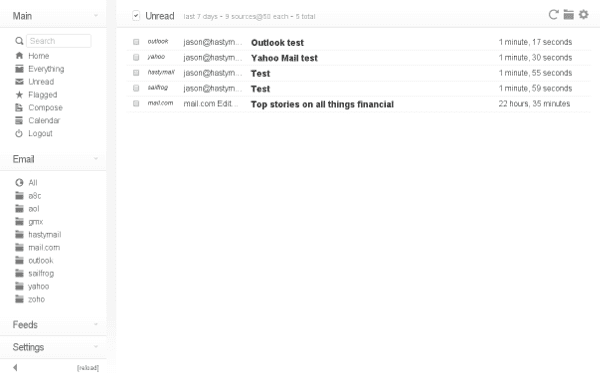 Main
Search
Home
Everything
Unread
Flagged
Compose
Calendar
Logout
Email
All
a8c
aol
gmx
hastymail
mail.com
outlook
sailfrog
yahoo
zoho
Feeds
Settings
[reload]
Unread last 7 days - 9 sources@50 each - 5 total
outlook jason@hastym... Outlook test 1 minute, 17 seconds
yahoo jason@hastym... Yahoo Mail test 1 minute, 30 seconds
hastymail jason@hastym... Test 1 minute, 55 seconds
sailfrog jason@hastym... Test 1 minute, 59 seconds
mail.com mail.com Edit... Top stories on all things financial 22 hours, 35 minutes